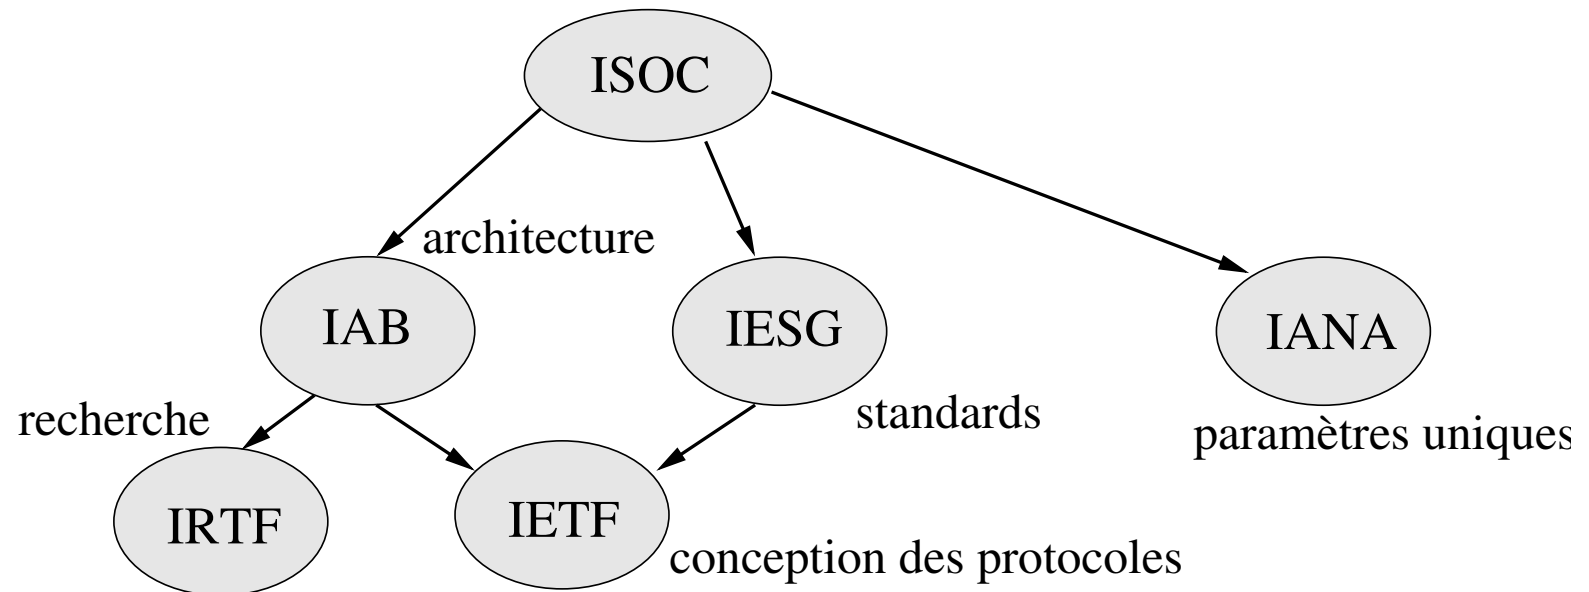 ISOC
architecture
IAB
IESG
IANA
recherche
standards
paramètres uniques
IRTF
IETF
conception des protocoles